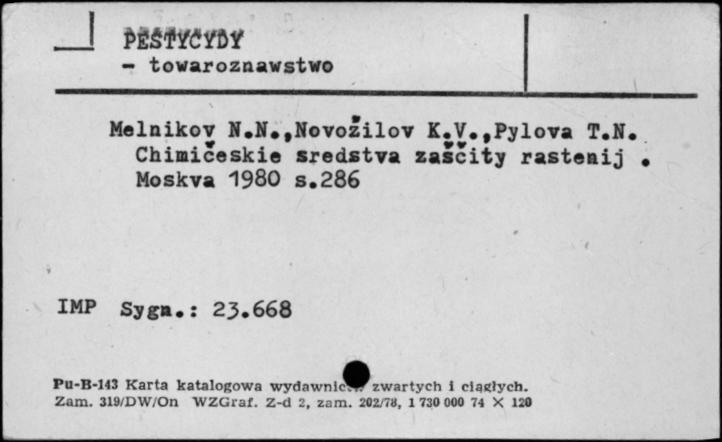 PESTYCYDY
- towaroznawstwo
Melnikov N.N.,Novožilov K.V.,Pylova T.N.
Chimičeskie sredstva zaščity rastenij .
Moskva 1980 s.286
IMP Sygn.: 23.668
Pu-B-143 Karta katalogowa wydawnictw zwartych i ciągłych.
Zam. 319/DW/On WZGraf. Z-d 2, zam. 202/78, 1 730 000 74 X 120